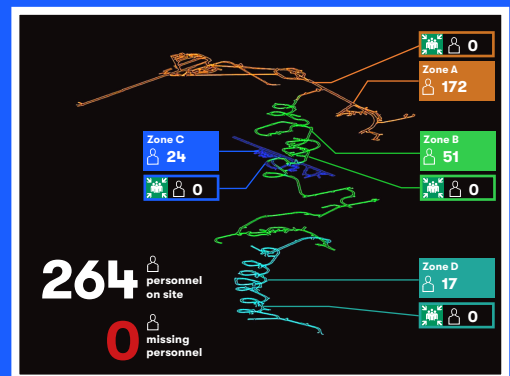 0
Zone A
172
Zone C
24
0
Zone B
51
0
264 personnel on site
0 missing personnel
Zone D
17
0